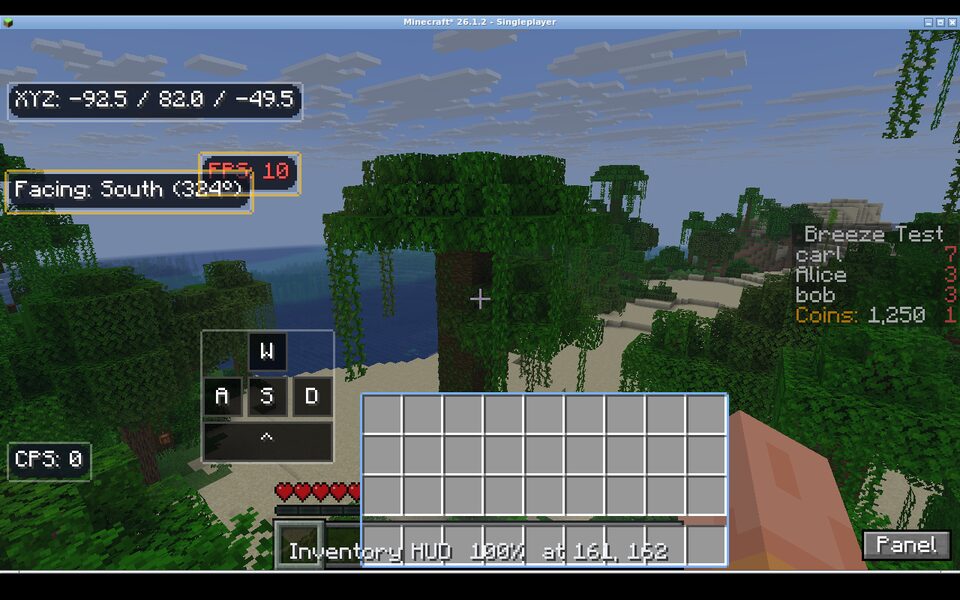 Minecraft* 26.1.2 - Singleplayer
XYZ: -92.5 / 82.0 / -49.5
FPS: 10
Facing: South (324°)
Breeze Test
carl 7
Alice 3
bob 3
Coins: 1,250 1
W
A S D
^
CPS: 0
Inventory HUD 100% at 161, 162
Panel